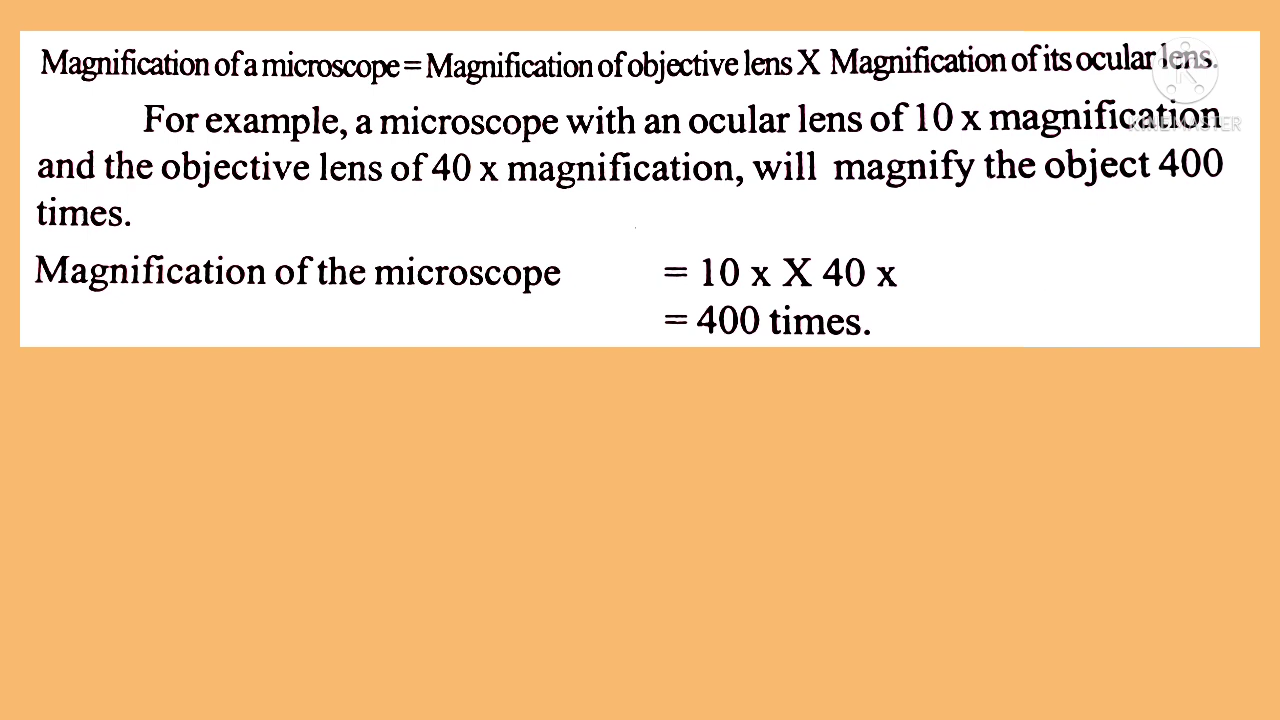 Magnification of a microscope = Magnification of objective lens X Magnification of its ocular lens.
For example, a microscope with an ocular lens of 10 x magnification
KINEMASTER
and the objective lens of 40 x magnification, will magnify the object 400
times.
Magnification of the microscope = 10 x X 40 x
= 400 times.